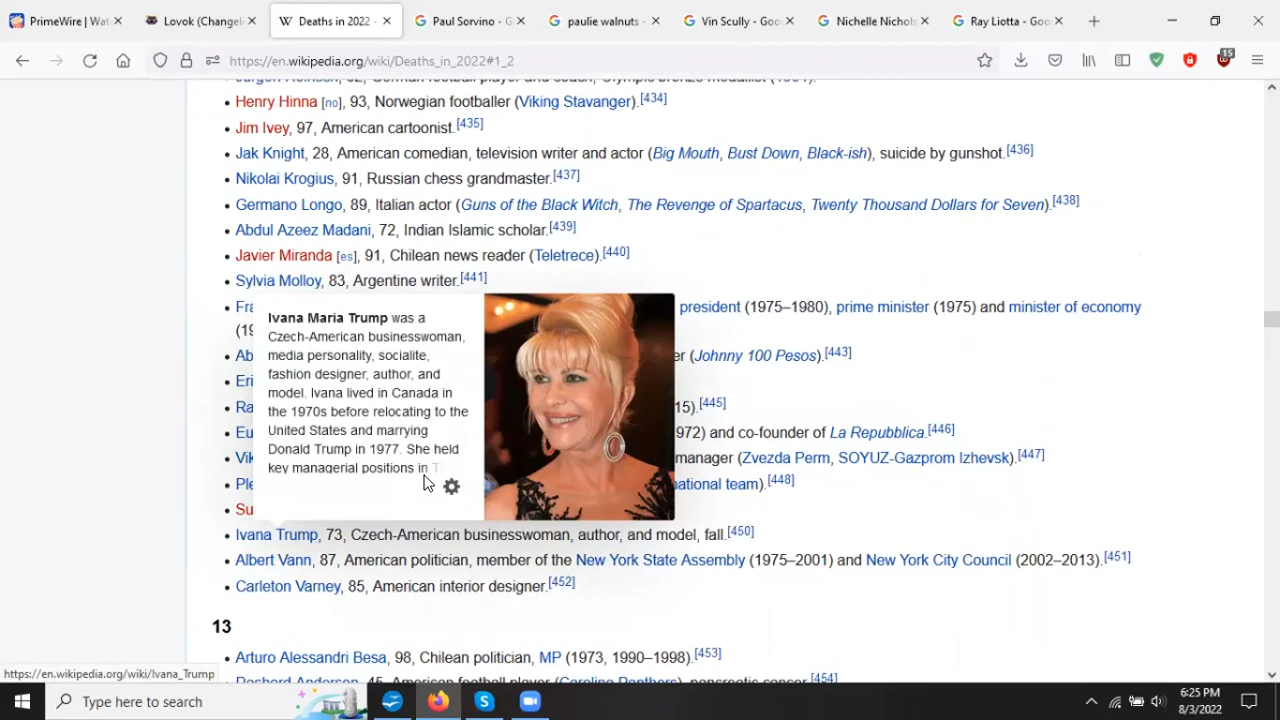 PrimeWire | Wat
Lovok (Changel
Deaths in 2022 -
Paul Sorvino - G
paulie walnuts -
Vin Scully - Goo
Nichelle Nichol
Ray Liotta - Goo
https://en.wikipedia.org/wiki/Deaths_in_2022#1_2
15
Henry Hinna [no], 93, Norwegian footballer (Viking Stavanger).[434]
Jim Ivey, 97, American cartoonist.[435]
Jak Knight, 28, American comedian, television writer and actor (Big Mouth, Bust Down, Black-ish), suicide by gunshot.[436]
Nikolai Krogius, 91, Russian chess grandmaster.[437]
Germano Longo, 89, Italian actor (Guns of the Black Witch, The Revenge of Spartacus, Twenty Thousand Dollars for Seven).[438]
Abdul Azeez Madani, 72, Indian Islamic scholar.[439]
Javier Miranda [es], 91, Chilean news reader (Teletrece).[440]
Sylvia Molloy, 83, Argentine writer.[441]
Fra president (1975–1980), prime minister (1975) and minister of economy
(19
Ab er (Johnny 100 Pesos).[443]
Eri
Ra 15).[445]
Eu 972) and co-founder of La Repubblica.[446]
Vik manager (Zvezda Perm, SOYUZ-Gazprom Izhevsk).[447]
Ple national team).[448]
Su
Ivana Maria Trump was a
Czech-American businesswoman,
media personality, socialite,
fashion designer, author, and
model. Ivana lived in Canada in
the 1970s before relocating to the
United States and marrying
Donald Trump in 1977. She held
key managerial positions in T
Ivana Trump, 73, Czech-American businesswoman, author, and model, fall.[450]
Albert Vann, 87, American politician, member of the New York State Assembly (1975–2001) and New York City Council (2002–2013).[451]
Carleton Varney, 85, American interior designer.[452]
13
Arturo Alessandri Besa, 98, Chilean politician, MP (1973, 1990–1998).[453]
https://en.wikipedia.org/wiki/Ivana_Trump
Type here to search
6:25 PM
8/3/2022